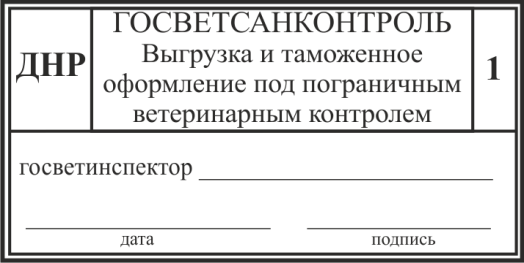 ДНР
ГОСВЕТСАНКОНТРОЛЬ
Выгрузка и таможенное
оформление под пограничным
ветеринарным контролем
1
госветинспектор
дата
подпись